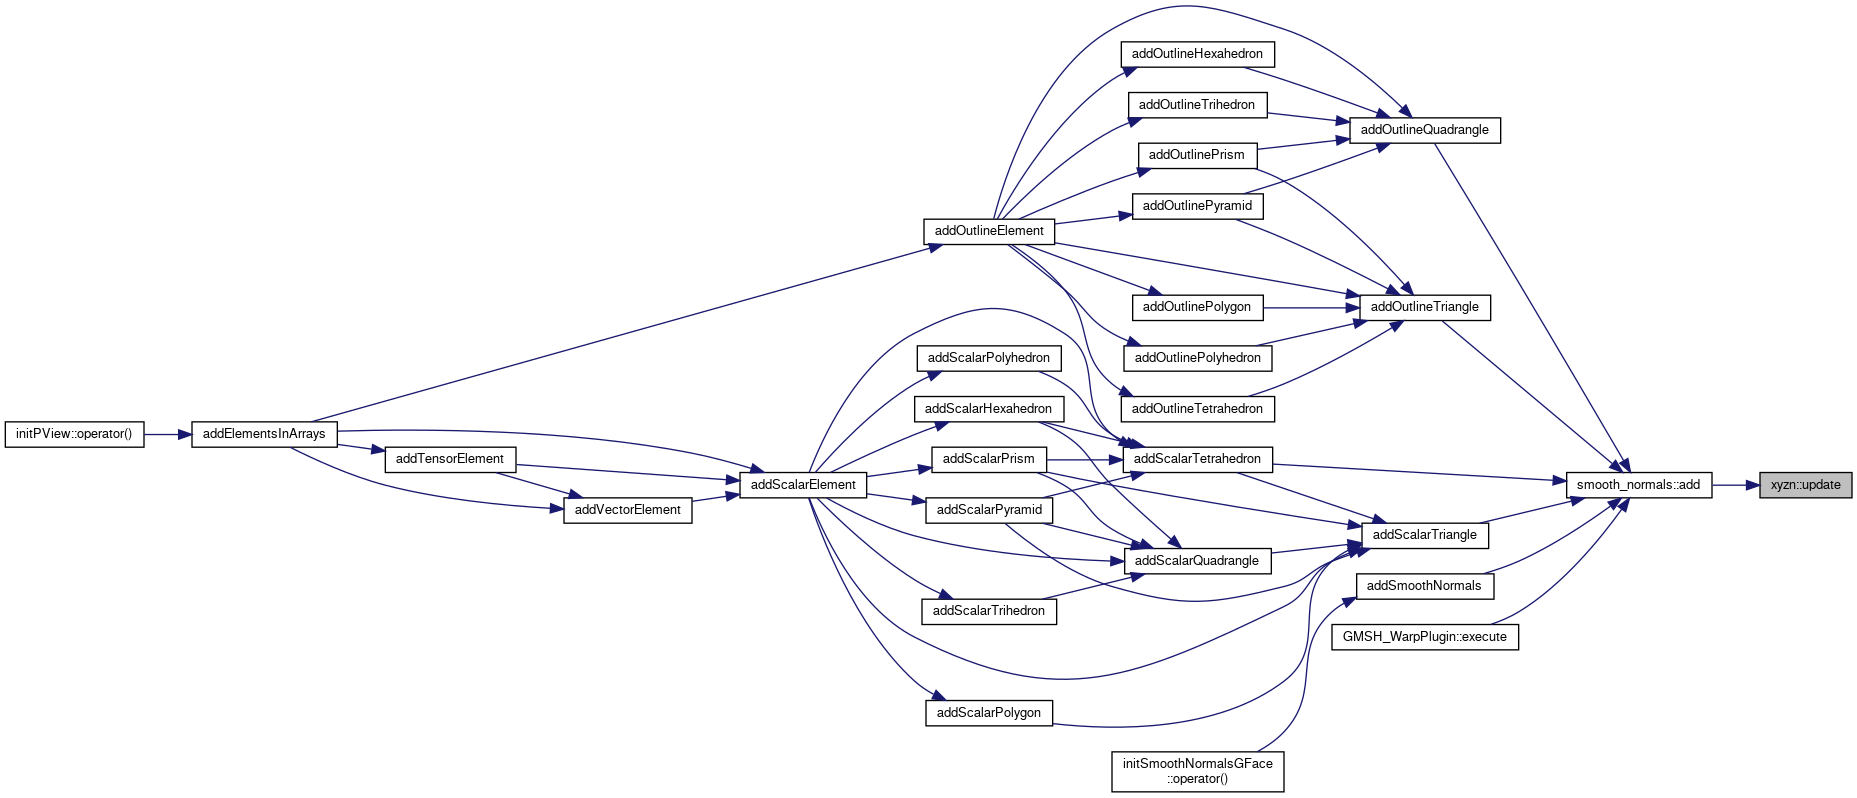 addOutlineHexahedron
addOutlineTrihedron
addOutlineQuadrangle
addOutlinePrism
addOutlinePyramid
addOutlineElement
addOutlinePolygon
addOutlineTriangle
addOutlinePolyhedron
addScalarPolyhedron
addOutlineTetrahedron
addScalarHexahedron
initPView::operator()
addElementsInArrays
addTensorElement
addScalarPrism
addScalarTetrahedron
addScalarElement
smooth_normals::add
xyzn::update
addVectorElement
addScalarPyramid
addScalarTriangle
addScalarQuadrangle
addSmoothNormals
addScalarTrihedron
GMSH_WarpPlugin::execute
addScalarPolygon
initSmoothNormalsGFace
::operator()